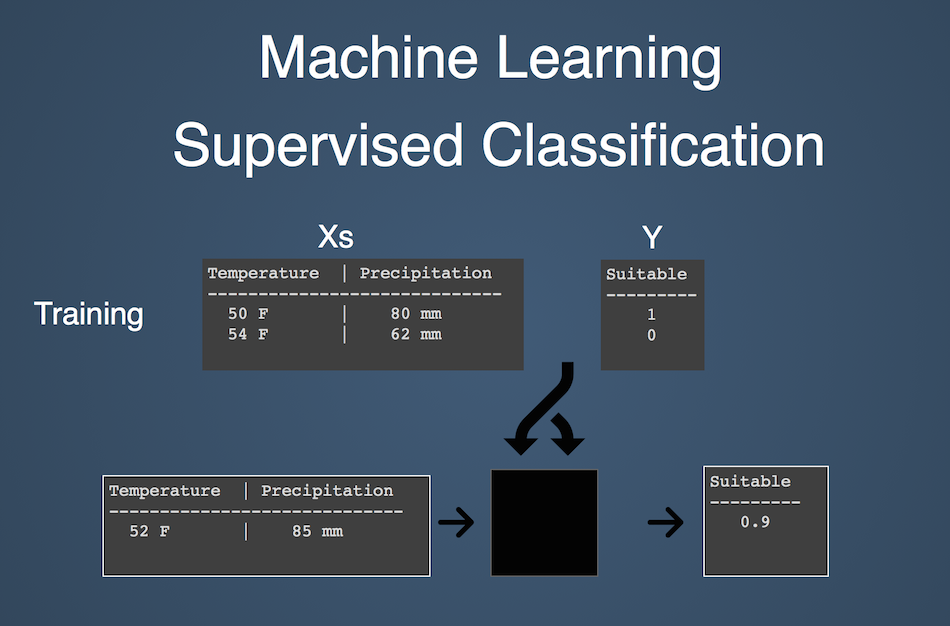 Machine Learning
Supervised Classification
Xs
Y
Temperature | Precipitation
-----------------------------
Training
50 F | 80 mm
54 F | 62 mm
Suitable
---------
1
0
Temperature | Precipitation
-----------------------------
52 F | 85 mm
Suitable
---------
0.9